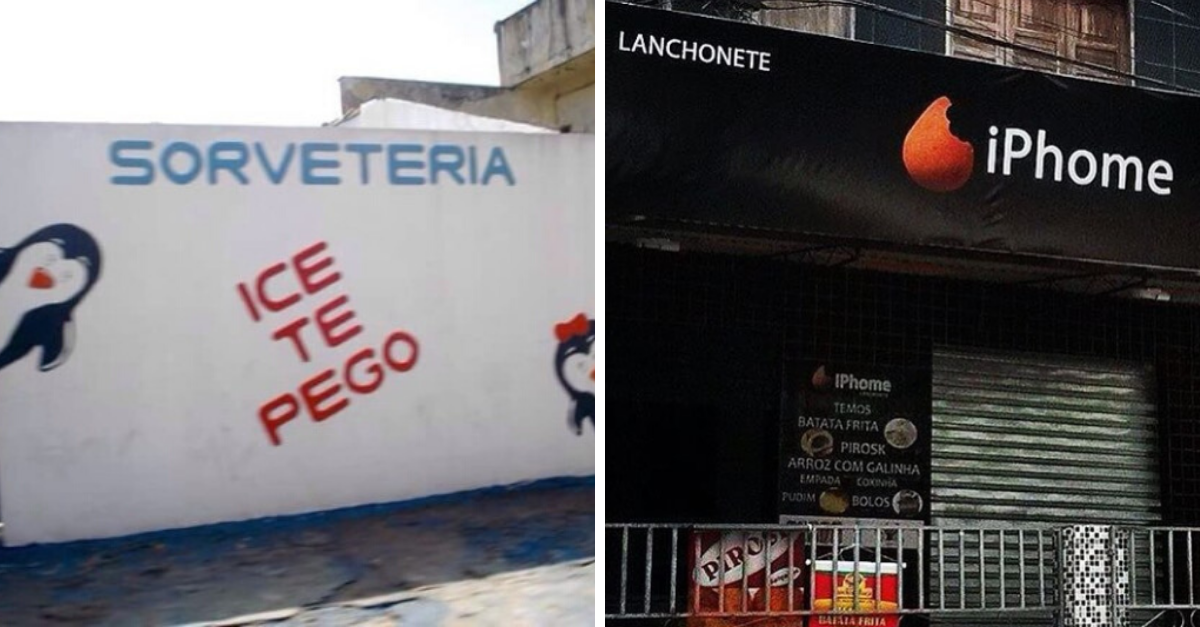 SORVETERIA
ICE
TE
PEGO
LANCHONETE
iPhome
IPhome
TEMOS
BATATA FRITA
PIROSK
ARROZ COM GALINHA
EMPADA COXINHA
PUDIM BOLOS
BATATA FRITA